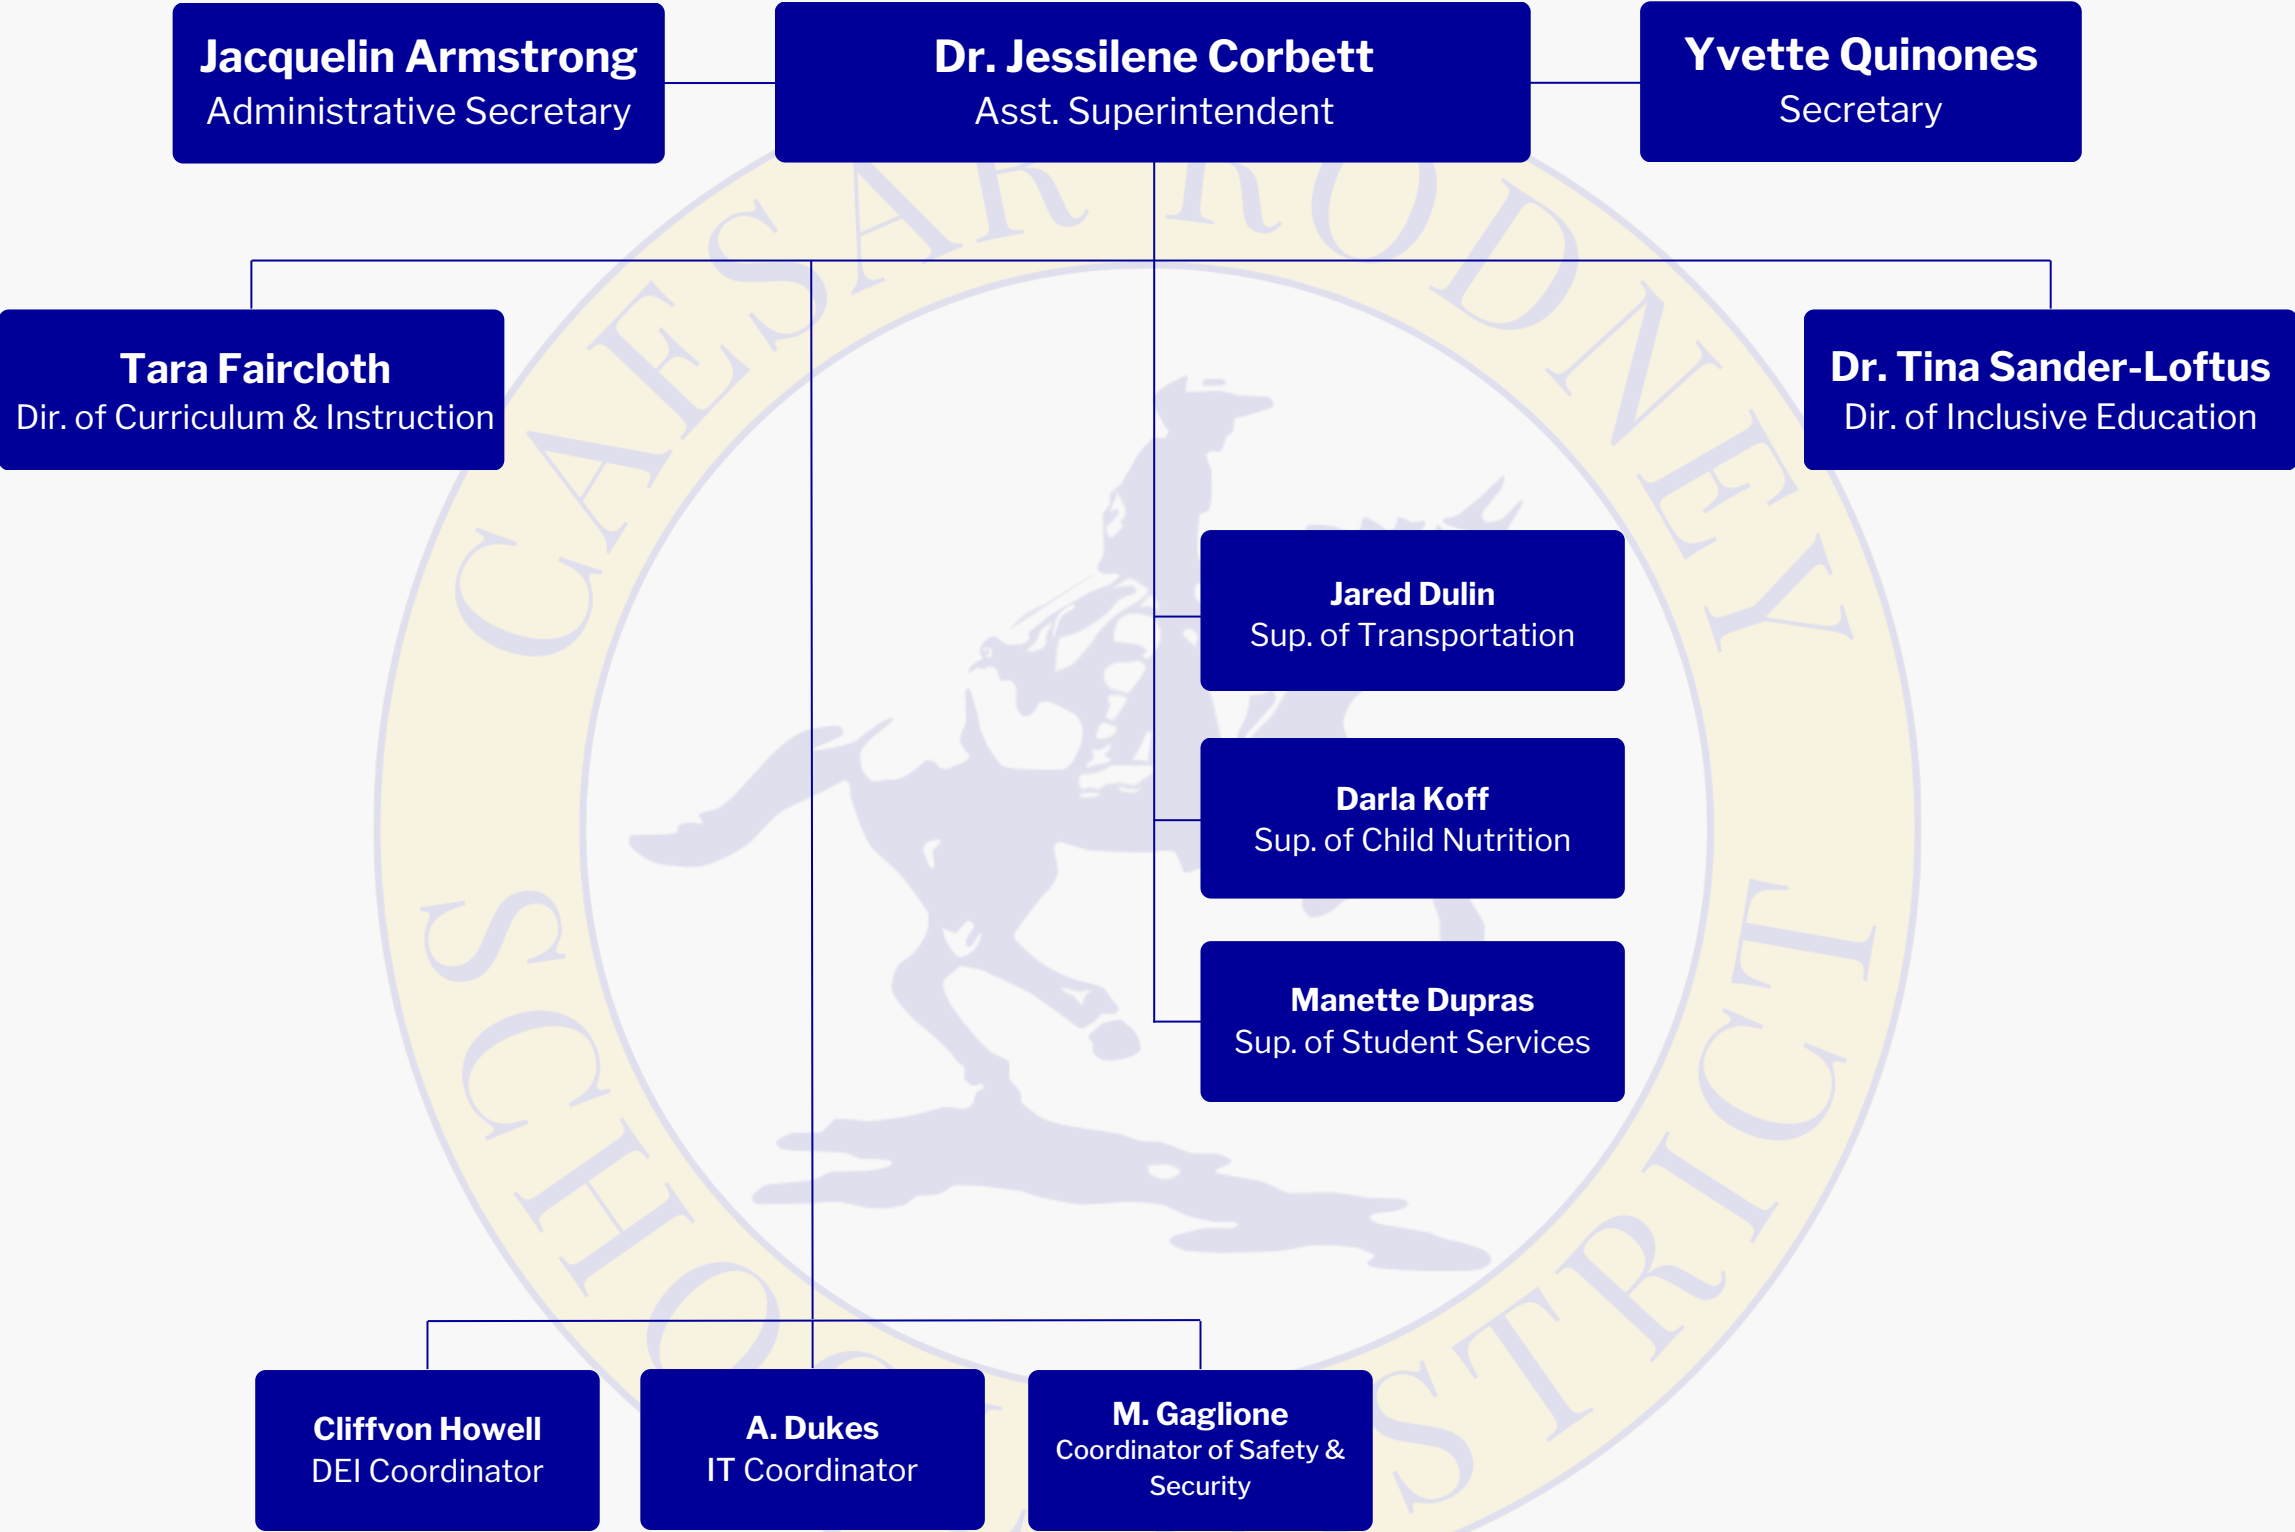 Jacquelin Armstrong
Administrative Secretary
Dr. Jessilene Corbett
Asst. Superintendent
Yvette Quinones
Secretary
CAESAR RODNEY
Tara Faircloth
Dir. of Curriculum & Instruction
Dr. Tina Sander-Loftus
Dir. of Inclusive Education
Jared Dulin
Sup. of Transportation
Darla Koff
Sup. of Child Nutrition
Manette Dupras
Sup. of Student Services
Cliffvon Howell
DEI Coordinator
A. Dukes
IT Coordinator
M. Gaglione
Coordinator of Safety &
Security